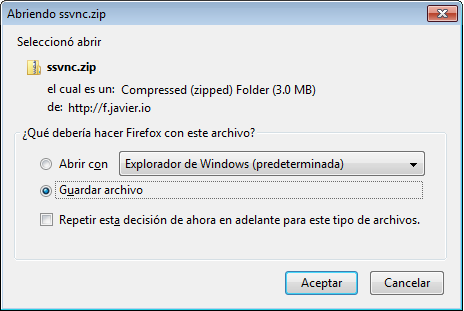 Abriendo ssvnc.zip
Seleccionó abrir
ssvnc.zip
el cual es un: Compressed (zipped) Folder (3.0 MB)
de: http://f.javier.io
¿Qué debería hacer Firefox con este archivo?
Abrir con Explorador de Windows (predeterminada)
Guardar archivo
Repetir esta decisión de ahora en adelante para este tipo de archivos.
Aceptar Cancelar